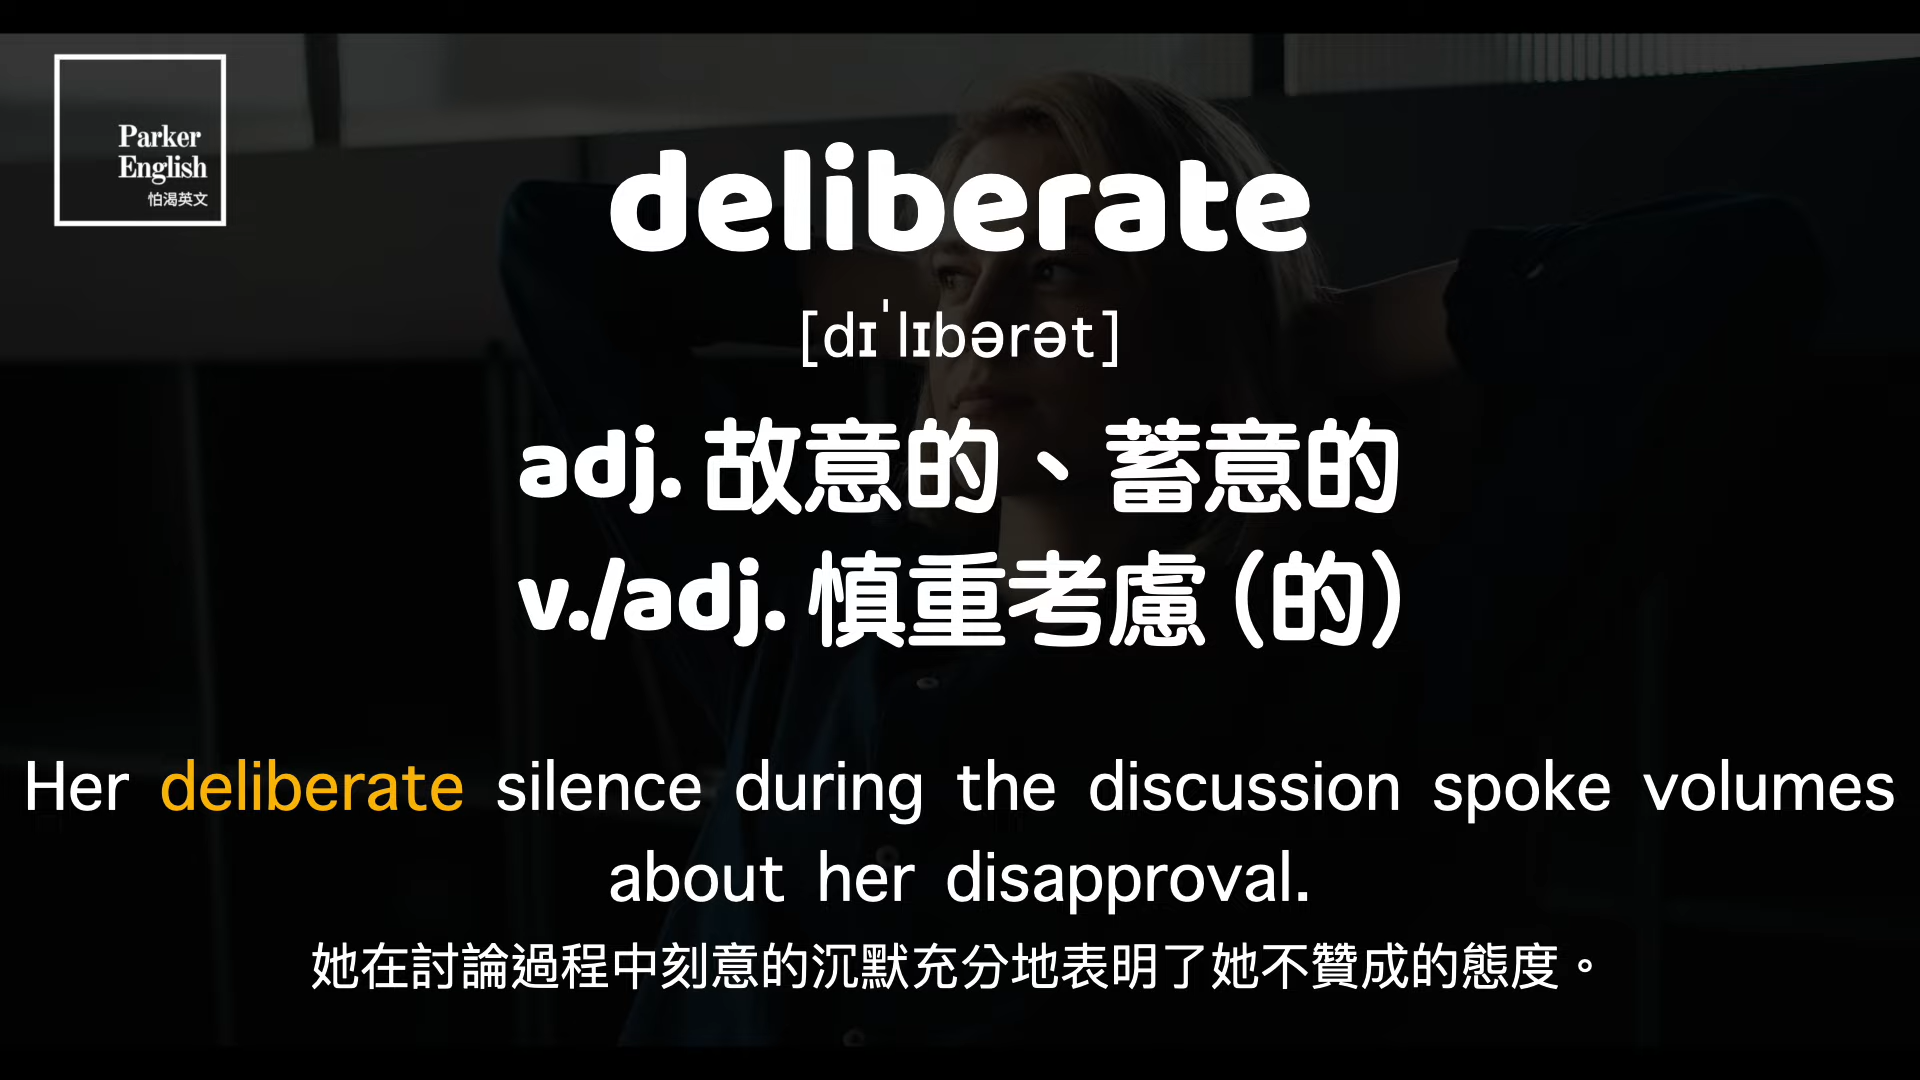 Parker
English
怕渴英文
deliberate
[dɪˈlɪbərət]
adj. 故意的、蓄意的
v./adj. 慎重考慮 (的)
Her deliberate silence during the discussion spoke volumes
about her disapproval.
她在討論過程中刻意的沉默充分地表明了她不贊成的態度。